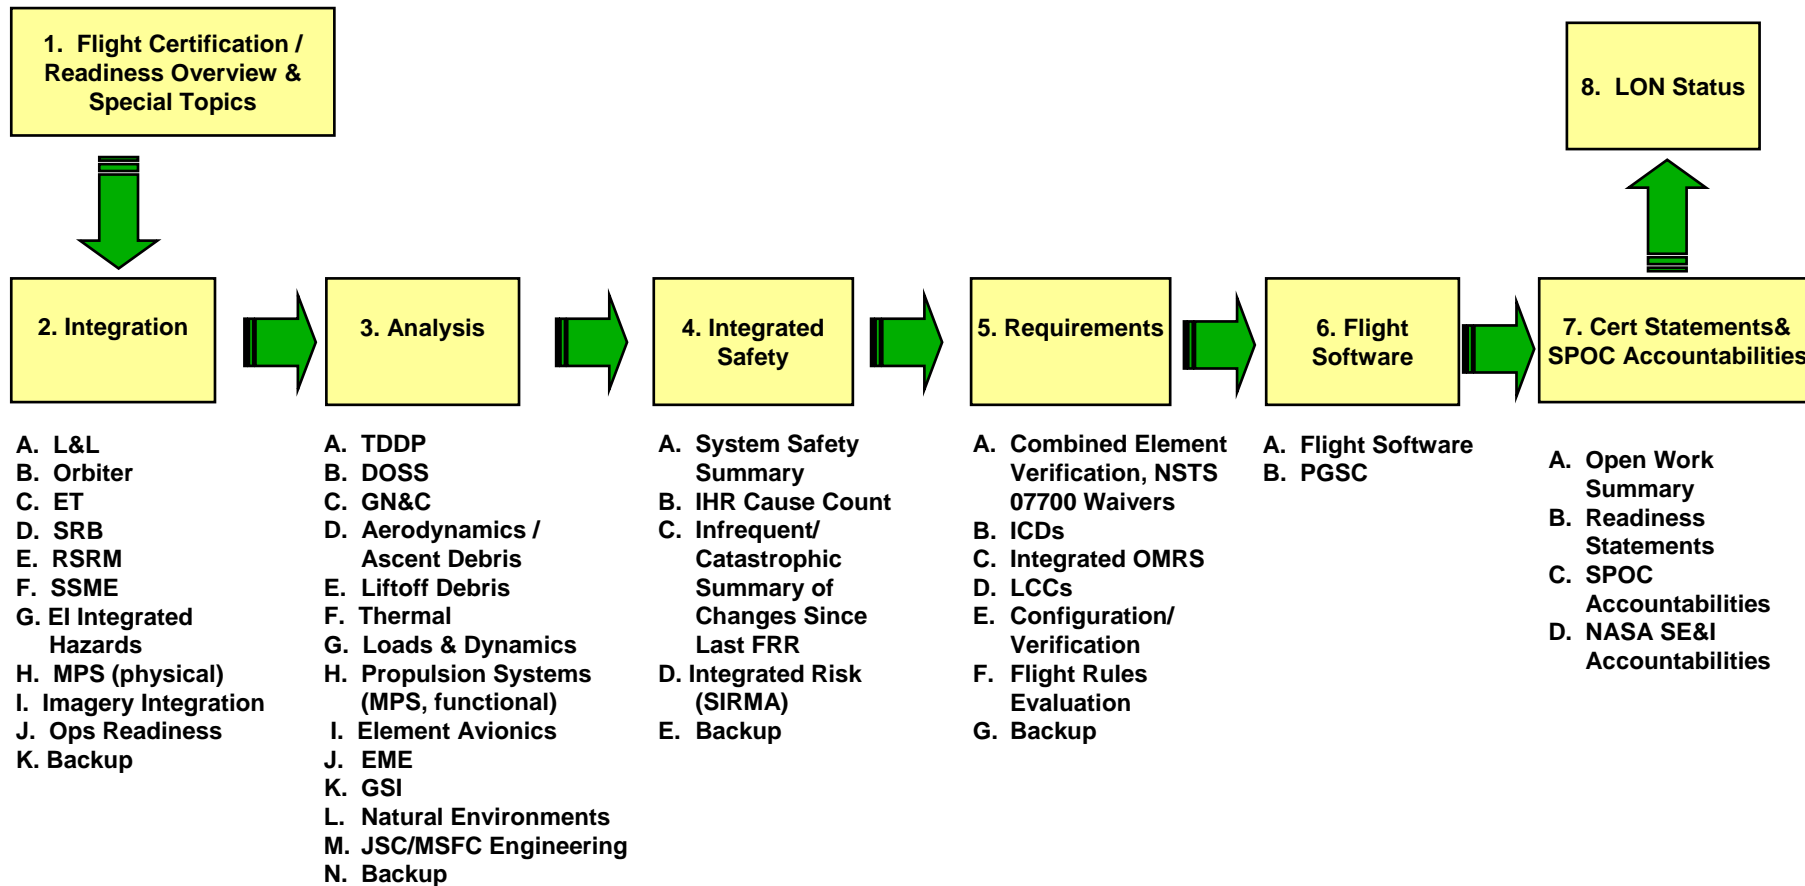 1.  Flight Certification /
Readiness Overview &
Special Topics
8.  LON Status
2. Integration
3. Analysis
4. Integrated
Safety
5. Requirements
6. Flight
Software
7. Cert Statements&
SPOC Accountabilities
A.  L&L
B.  Orbiter
C.  ET
D.  SRB
E.  RSRM
F.  SSME
G. EI Integrated
Hazards
H.  MPS (physical)
I.  Imagery Integration
J.  Ops Readiness
K. Backup
A.  TDDP
B.  DOSS
C.  GN&C
D.  Aerodynamics /
Ascent Debris
E.  Liftoff Debris
F.  Thermal
G.  Loads & Dynamics
H.  Propulsion Systems
(MPS, functional)
I.  Element Avionics
J.  EME
K.  GSI
L.  Natural Environments
M.  JSC/MSFC Engineering
N.  Backup
A.  System Safety
Summary
B.  IHR Cause Count
C.  Infrequent/
Catastrophic
Summary of
Changes Since
Last FRR
D. Integrated Risk
(SIRMA)
E.  Backup
A.  Combined Element
Verification, NSTS
07700 Waivers
B.  ICDs
C.  Integrated OMRS
D.  LCCs
E.  Configuration/
Verification
F.  Flight Rules
Evaluation
G.  Backup
A.  Flight Software
B.  PGSC
A.  Open Work
Summary
B.  Readiness
Statements
C.  SPOC
Accountabilities
D.  NASA SE&I
Accountabilities